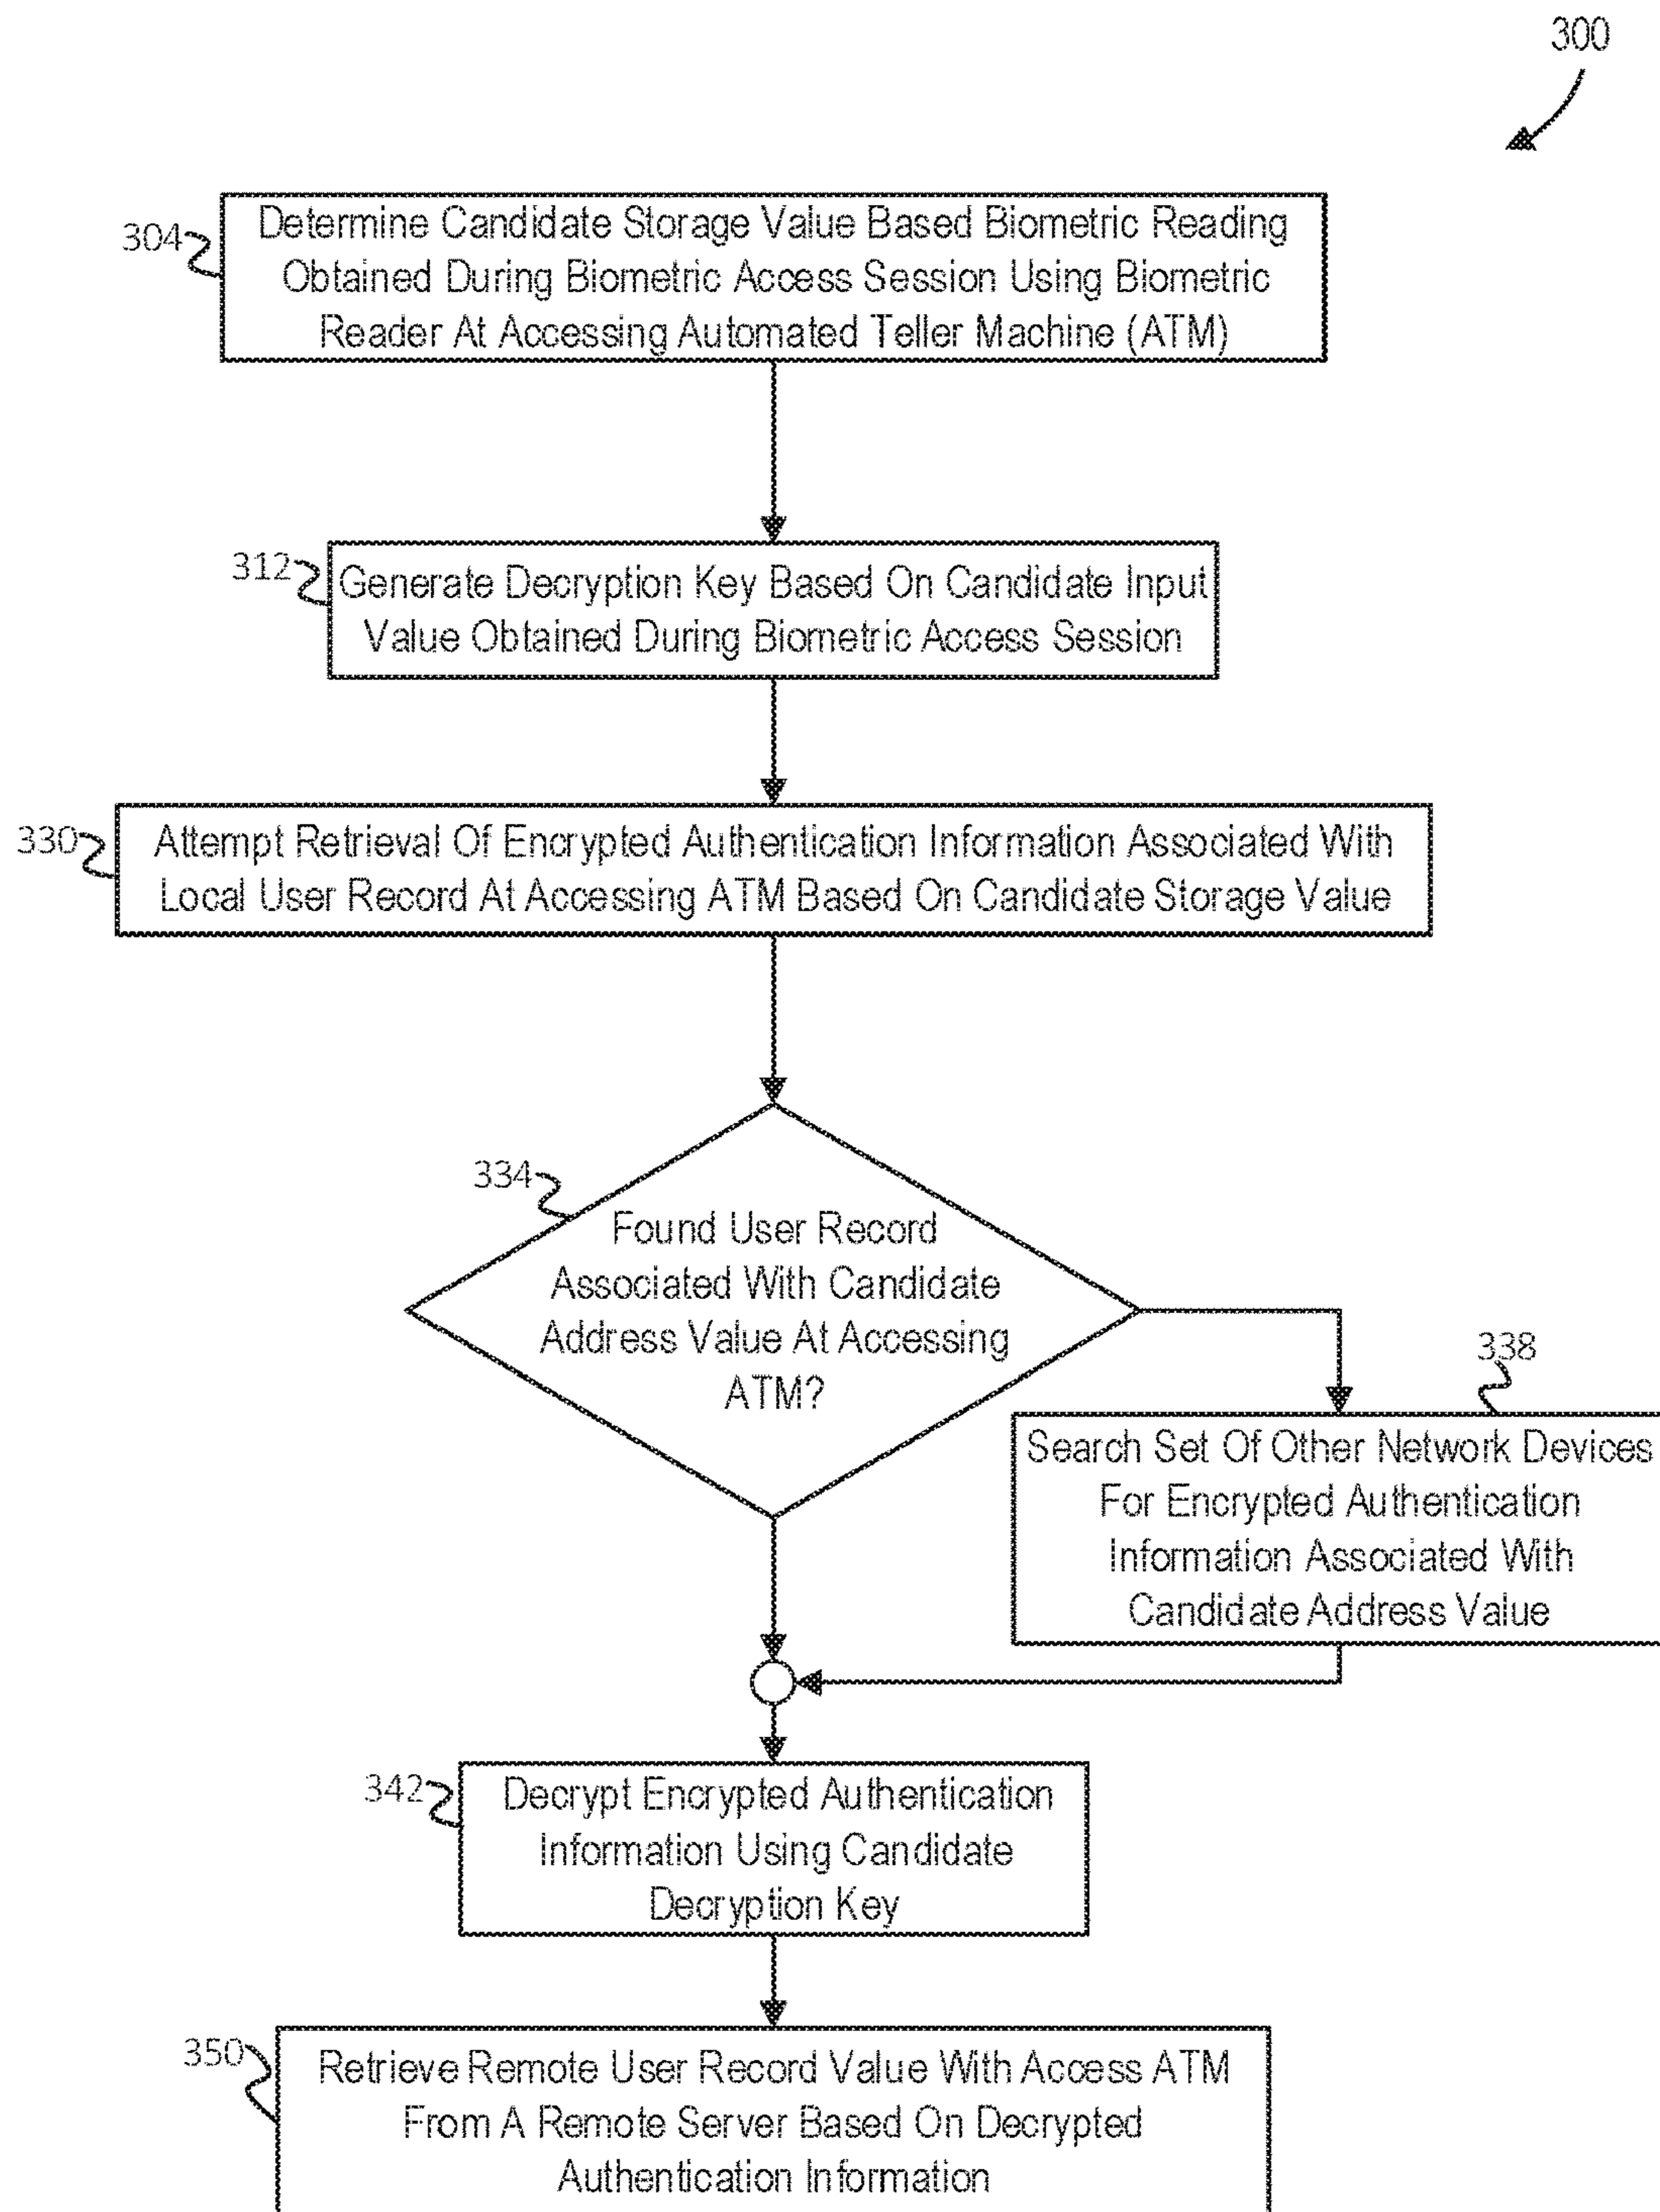 300
304
Determine Candidate Storage Value Based Biometric Reading
Obtained During Biometric Access Session Using Biometric
Reader At Accessing Automated Teller Machine (ATM)
312
Generate Decryption Key Based On Candidate Input
Value Obtained During Biometric Access Session
330
Attempt Retrieval Of Encrypted Authentication Information Associated With
Local User Record At Accessing ATM Based On Candidate Storage Value
334
Found User Record
Associated With Candidate
Address Value At Accessing
ATM?
338
Search Set Of Other Network Devices
For Encrypted Authentication
Information Associated With
Candidate Address Value
342
Decrypt Encrypted Authentication
Information Using Candidate
Decryption Key
350
Retrieve Remote User Record Value With Access ATM
From A Remote Server Based On Decrypted
Authentication Information